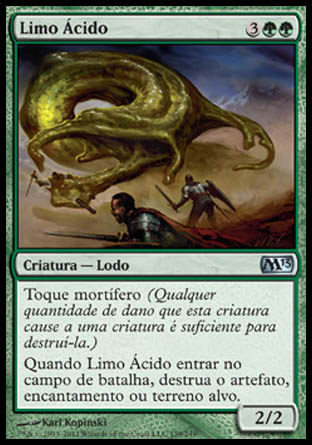 Limo Ácido 3
Criatura — Lodo M13
Toque mortífero (Qualquer
quantidade de dano que esta criatura
cause a uma criatura é suficiente para
destruí-la.)
Quando Limo Ácido entrar no
campo de batalha, destrua o artefato,
encantamento ou terreno alvo.
2/2
Karl Kopinski